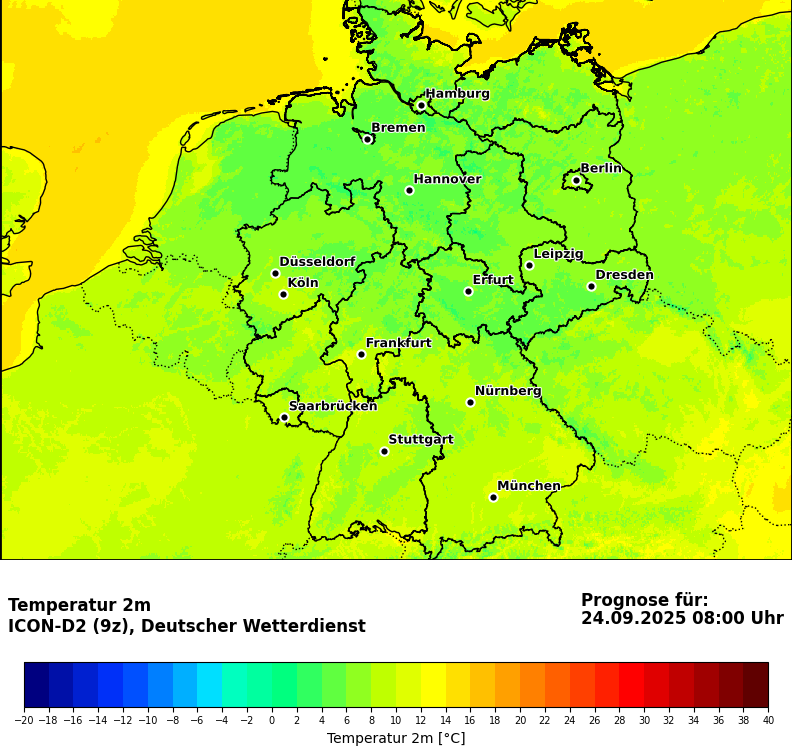 Hamburg
Bremen
Berlin
Hannover
Leipzig
Düsseldorf
Dresden
Erfurt
Köln
Frankfurt
Nürnberg
Saarbrücken
Stuttgart
München
Temperatur 2m
ICON-D2 (9z), Deutscher Wetterdienst
Prognose für:
24.09.2025 08:00 Uhr
−20 −18 −16 −14 −12 −10 −8 −6 −4 −2 0 2 4 6 8 10 12 14 16 18 20 22 24 26 28 30 32 34 36 38 40
Temperatur 2m [°C]